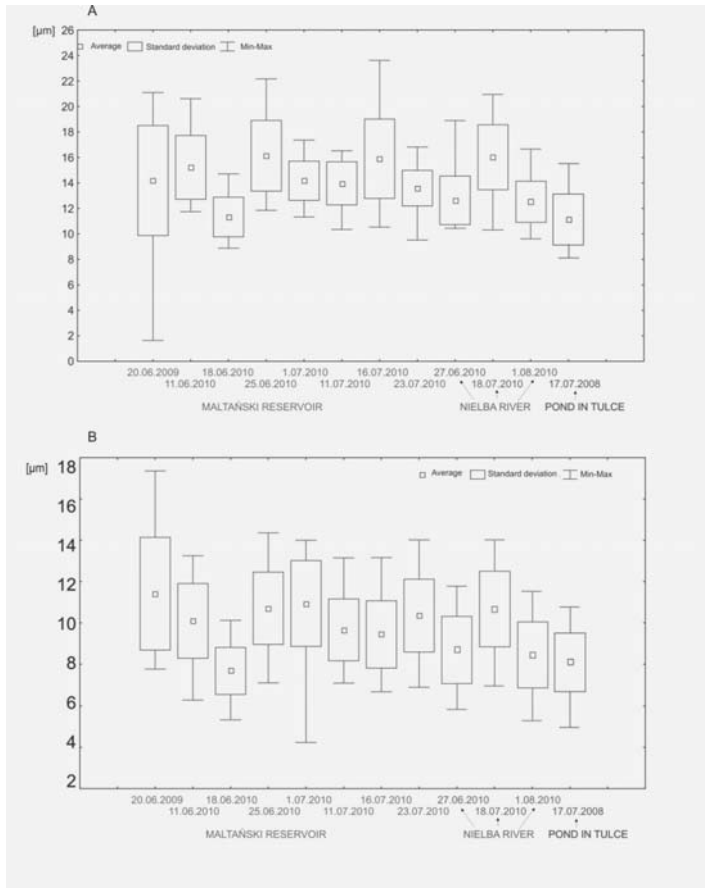 A
[µm]
26
Average Standard deviation Min-Max
24
22
20
18
16
14
12
10
8
6
4
2
0
20.06.2009 18.06.2010 1.07.2010 16.07.2010 27.06.2010 1.08.2010
11.06.2010 25.06.2010 11.07.2010 23.07.2010 18.07.2010 17.07.2008
MALTAŃSKI RESERVOIR NIELBA RIVER POND IN TULCE
B
[µm]
18
Average Standard deviation Min-Max
16
14
12
10
8
6
4
2
20.06.2009 18.06.2010 1.07.2010 16.07.2010 27.06.2010 1.08.2010
11.06.2010 25.06.2010 11.07.2010 23.07.2010 18.07.2010 17.07.2008
MALTAŃSKI RESERVOIR NIELBA RIVER POND IN TULCE